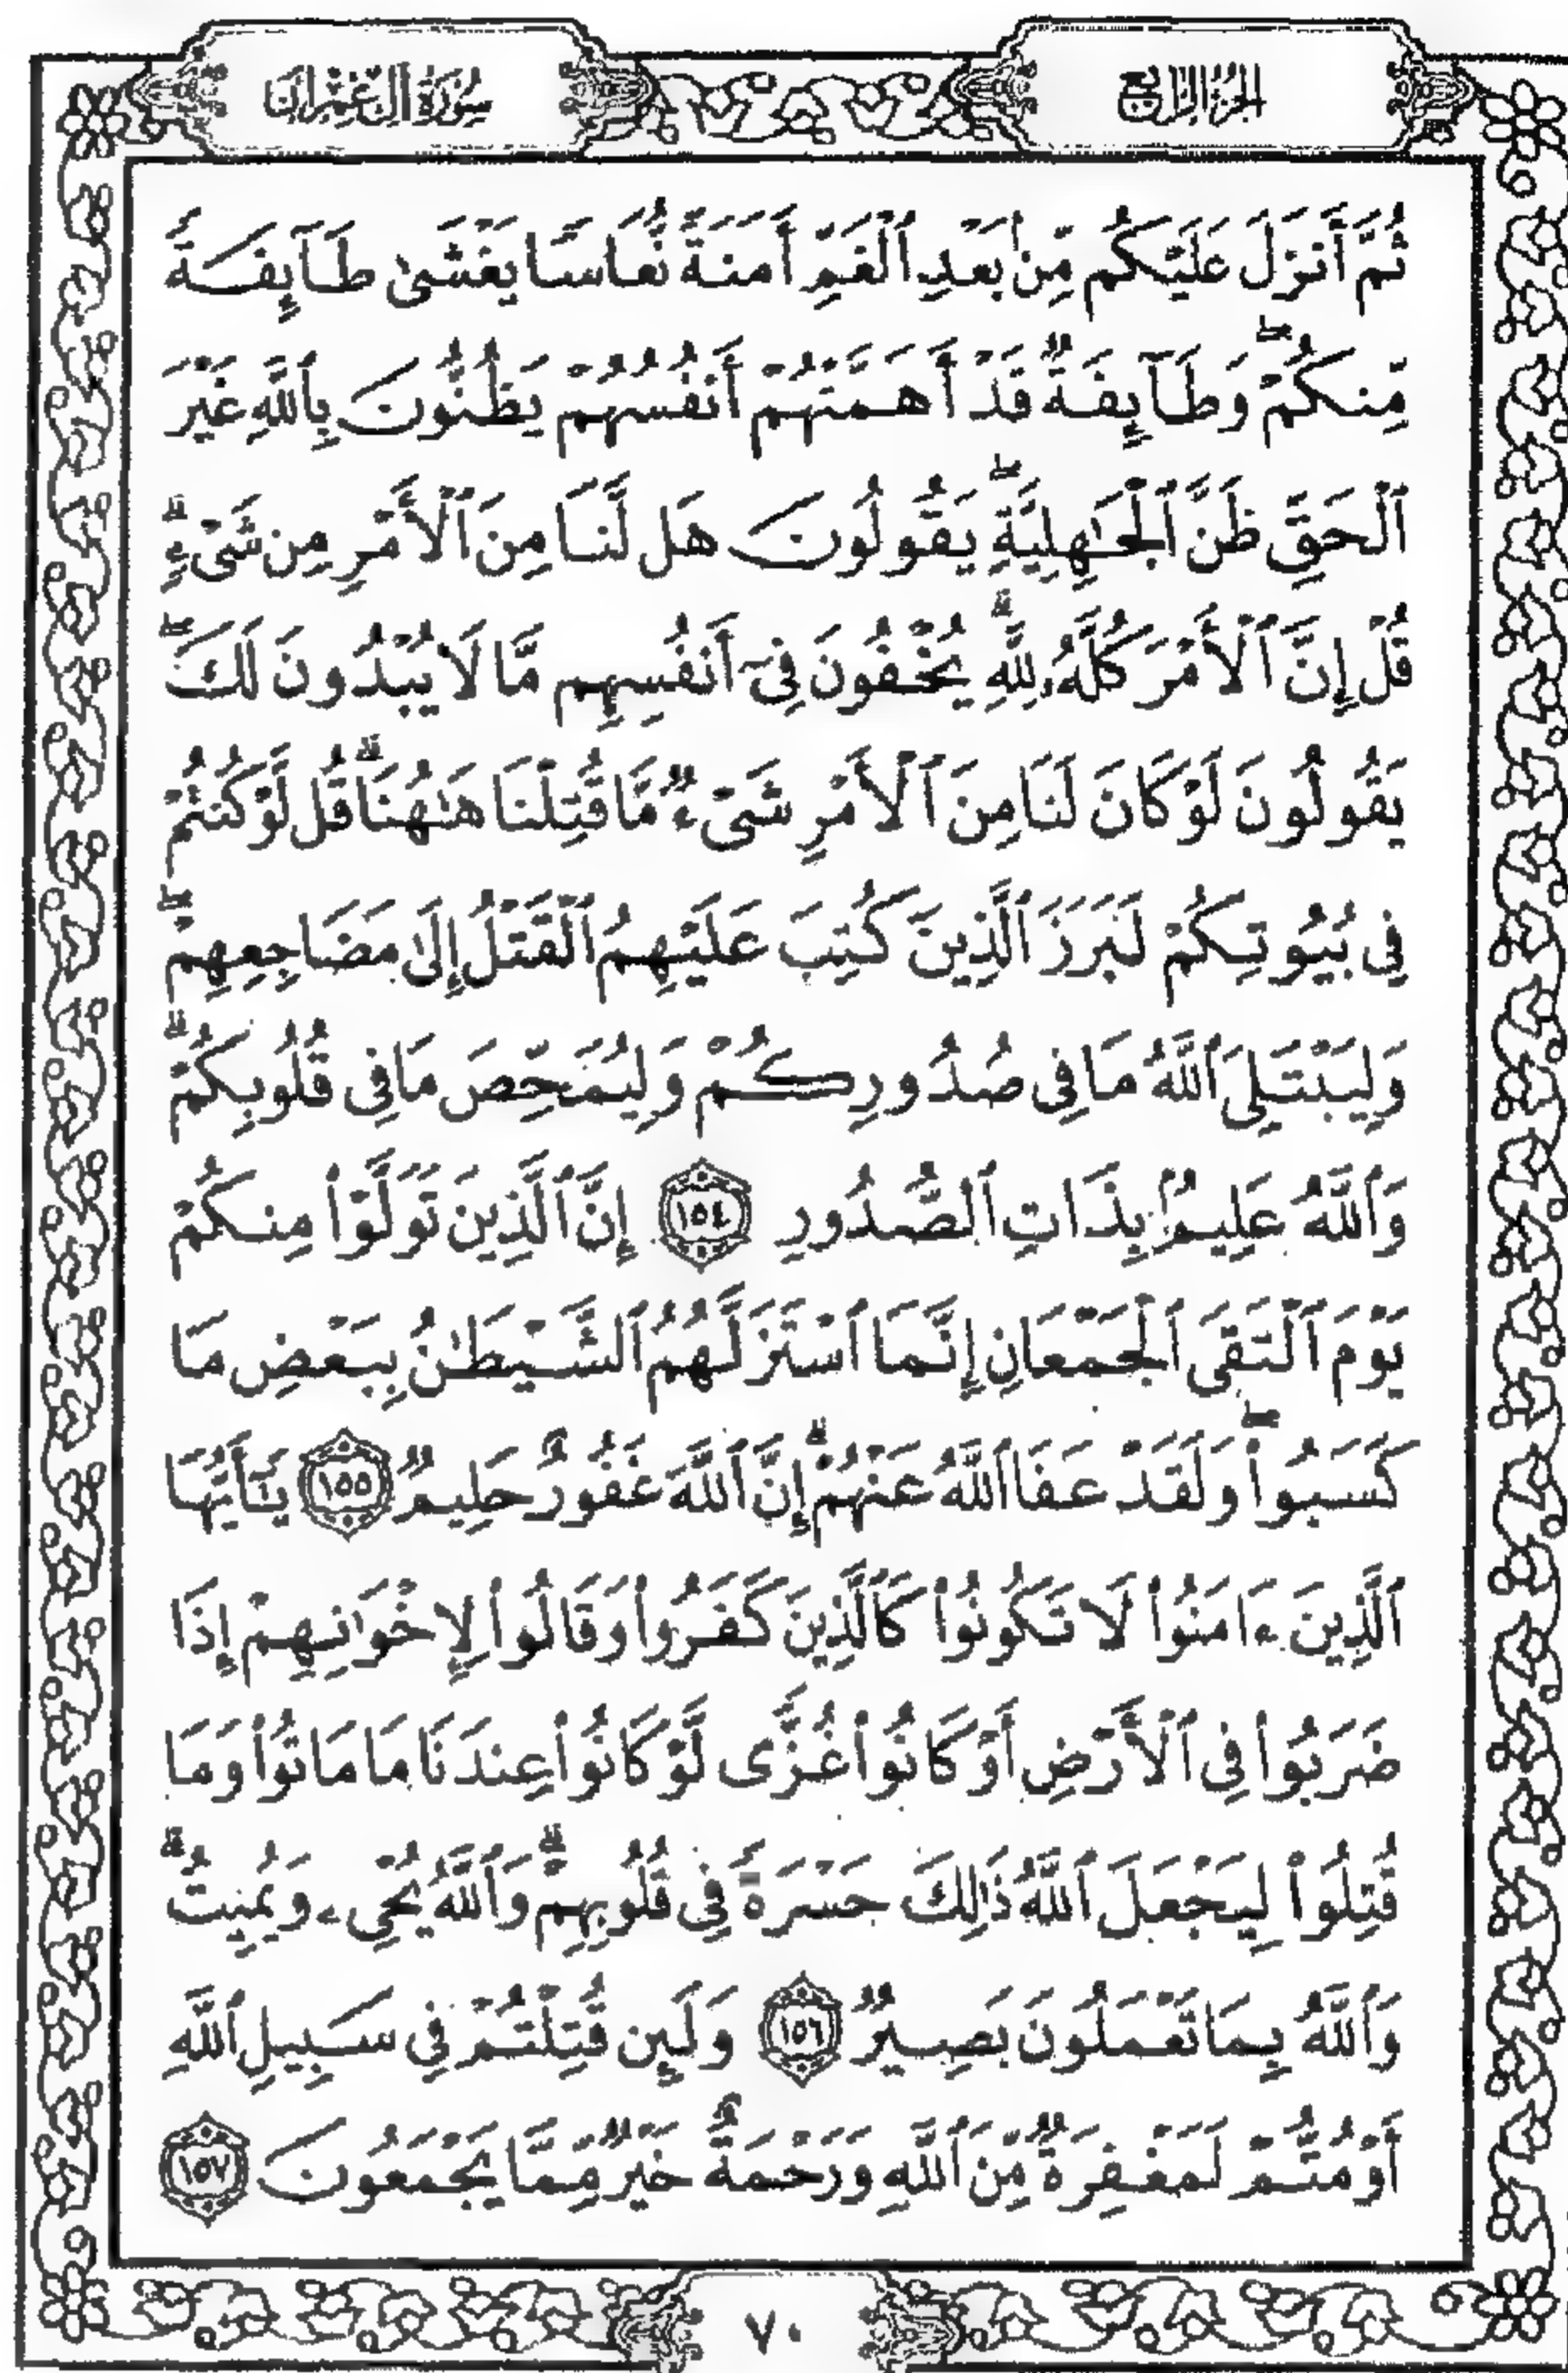 الجزء الرابع
سورة آل عمران
ثُمَّ أَنزَلَ عَلَيْكُم مِّنۢ بَعْدِ ٱلْغَمِّ أَمَنَةً نُّعَاسًا يَغْشَىٰ طَآئِفَةً
مِّنكُمْ ۖ وَطَآئِفَةٌ قَدْ أَهَمَّتْهُمْ أَنفُسُهُمْ يَظُنُّونَ بِٱللَّهِ غَيْرَ
ٱلْحَقِّ ظَنَّ ٱلْجَٰهِلِيَّةِ ۖ يَقُولُونَ هَل لَّنَا مِنَ ٱلْأَمْرِ مِن شَىْءٍ ۗ
قُلْ إِنَّ ٱلْأَمْرَ كُلَّهُۥ لِلَّهِ ۗ يُخْفُونَ فِىٓ أَنفُسِهِم مَّا لَا يُبْدُونَ لَكَ ۖ
يَقُولُونَ لَوْ كَانَ لَنَا مِنَ ٱلْأَمْرِ شَىْءٌ مَّا قُتِلْنَا هَٰهُنَا ۗ قُل لَّوْ كُنتُمْ
فِى بُيُوتِكُمْ لَبَرَزَ ٱلَّذِينَ كُتِبَ عَلَيْهِمُ ٱلْقَتْلُ إِلَىٰ مَضَاجِعِهِمْ ۖ
وَلِيَبْتَلِىَ ٱللَّهُ مَا فِى صُدُورِكُمْ وَلِيُمَحِّصَ مَا فِى قُلُوبِكُمْ ۗ
وَٱللَّهُ عَلِيمٌۢ بِذَاتِ ٱلصُّدُورِ ١٥٤ إِنَّ ٱلَّذِينَ تَوَلَّوْا۟ مِنكُمْ
يَوْمَ ٱلْتَقَى ٱلْجَمْعَانِ إِنَّمَا ٱسْتَزَلَّهُمُ ٱلشَّيْطَٰنُ بِبَعْضِ مَا
كَسَبُوا۟ ۖ وَلَقَدْ عَفَا ٱللَّهُ عَنْهُمْ ۗ إِنَّ ٱللَّهَ غَفُورٌ حَلِيمٌ ١٥٥ يَٰٓأَيُّهَا
ٱلَّذِينَ ءَامَنُوا۟ لَا تَكُونُوا۟ كَٱلَّذِينَ كَفَرُوا۟ وَقَالُوا۟ لِإِخْوَٰنِهِمْ إِذَا
ضَرَبُوا۟ فِى ٱلْأَرْضِ أَوْ كَانُوا۟ غُزًّى لَّوْ كَانُوا۟ عِندَنَا مَا مَاتُوا۟ وَمَا
قُتِلُوا۟ لِيَجْعَلَ ٱللَّهُ ذَٰلِكَ حَسْرَةً فِى قُلُوبِهِمْ ۗ وَٱللَّهُ يُحْىِۦ وَيُمِيتُ ۗ
وَٱللَّهُ بِمَا تَعْمَلُونَ بَصِيرٌ ١٥٦ وَلَئِن قُتِلْتُمْ فِى سَبِيلِ ٱللَّهِ
أَوْ مُتُّمْ لَمَغْفِرَةٌ مِّنَ ٱللَّهِ وَرَحْمَةٌ خَيْرٌ مِّمَّا يَجْمَعُونَ ١٥٧
٧٠